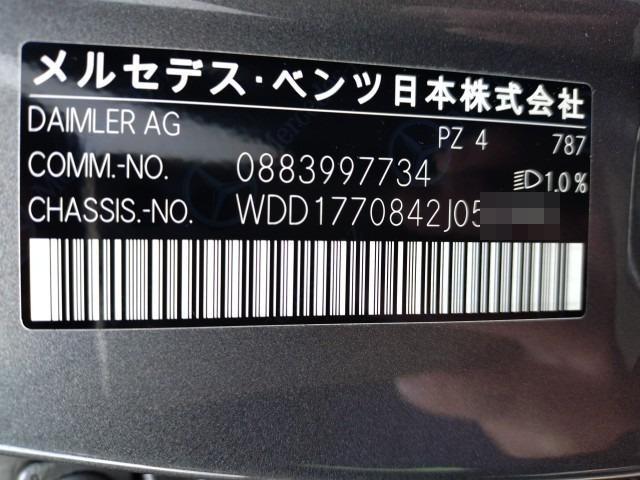 メルセデス・ベンツ日本株式会社
DAIMLER AG PZ 4 787
COMM.-NO. 0883997734 1.0%
CHASSIS.-NO. WDD1770842J05